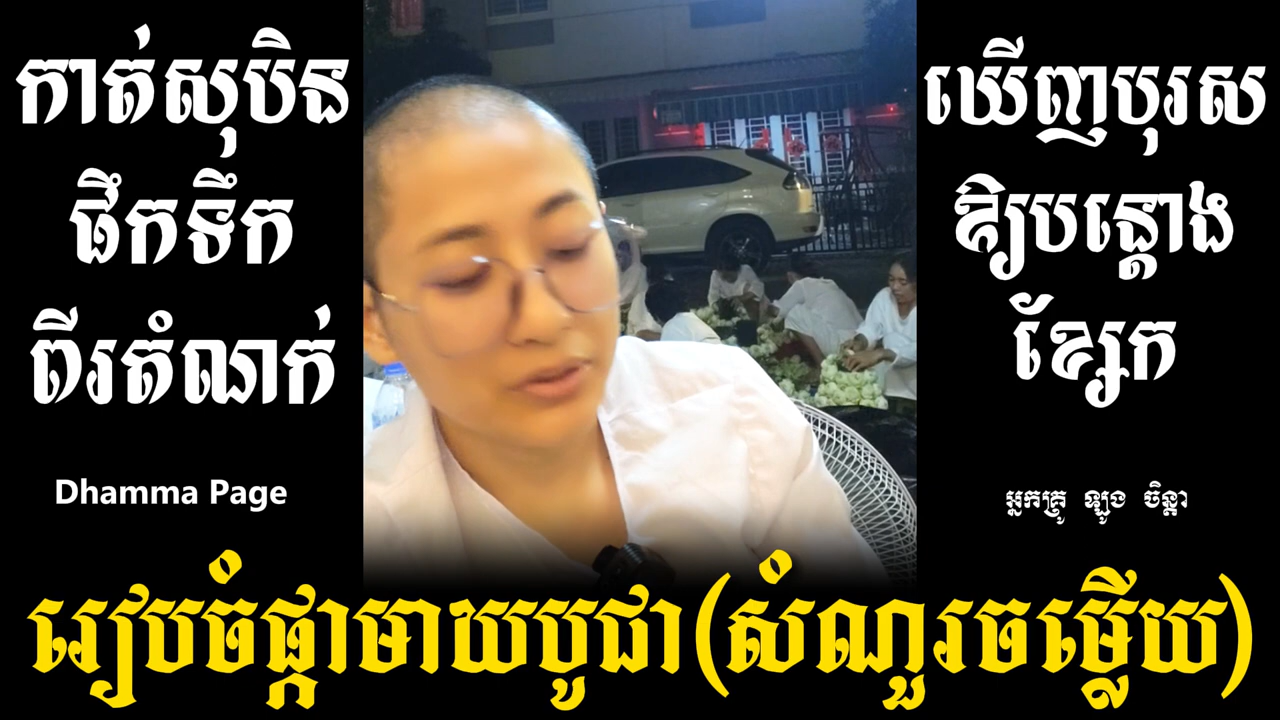 កាត់សុបិន
ផឹកទឹក
ពីរតំណក់
ឃើញបុរស
ឱ្យបន្តោង
ខ្សែក
Dhamma Page
អ្នកគ្រូ ឡុង ចិន្តា
រៀបចំផ្កាមាឃបូជា(សំណួរចម្លើយ)